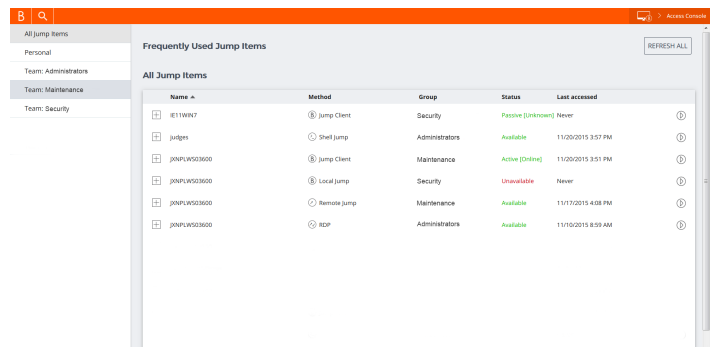 B > Access Console
All Jump Items
Personal
Team: Administrators
Team: Maintenance
Team: Security
Frequently Used Jump Items
REFRESH ALL
All Jump Items
Name Method Group Status Last accessed
IE11WIN7 B Jump Client Security Passive [Unknown] Never
judges Shell Jump Administrators Available 11/20/2015 3:57 PM
JXNPLWS03600 B Jump Client Maintenance Active [Online] 11/20/2015 3:51 PM
JXNPLWS03600 B Local Jump Security Unavailable Never
JXNPLWS03600 Remote Jump Maintenance Available 11/17/2015 4:08 PM
JXNPLWS03600 RDP Administrators Available 11/10/2015 8:59 AM